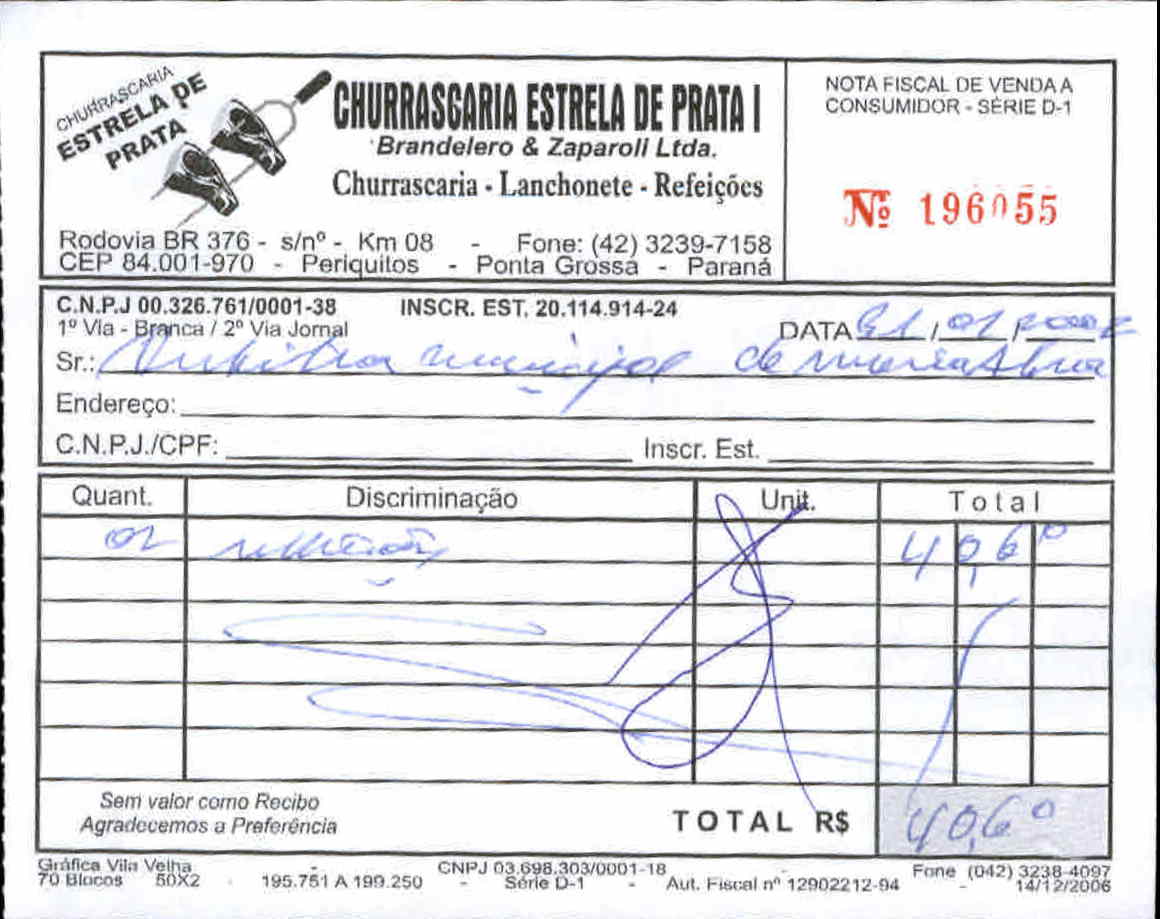 CHURRASCARIA
ESTRELA DE
PRATA
CHURRASCARIA ESTRELA DE PRATA I
Brandelero & Zaparoli Ltda.
Churrascaria - Lanchonete - Refeições
Rodovia BR 376 - s/nº - Km 08 - Fone: (42) 3239-7158
CEP 84.001-970 - Periquitos - Ponta Grossa - Paraná
NOTA FISCAL DE VENDA A
CONSUMIDOR - SÉRIE D-1
Nº 196055
C.N.P.J 00.326.761/0001-38 INSCR. EST. 20.114.914-24
1º Via - Branca / 2º Via Jornal
DATA / 01 /
Sr.: municipal de
Endereço:
C.N.P.J./CPF: Inscr. Est.
Quant. Discriminação Unit. Total
02 refeições 40,60
Sem valor como Recibo
Agradecemos a Preferência
TOTAL R$ 40,60
Gráfica Vila Velha - CNPJ 03.698.303/0001-18 - Fone (042) 3238-4097
70 Blocos 50X2 - 195.751 A 199.250 - Série D-1 - Aut. Fiscal nº 12902212-94 - 14/12/2006